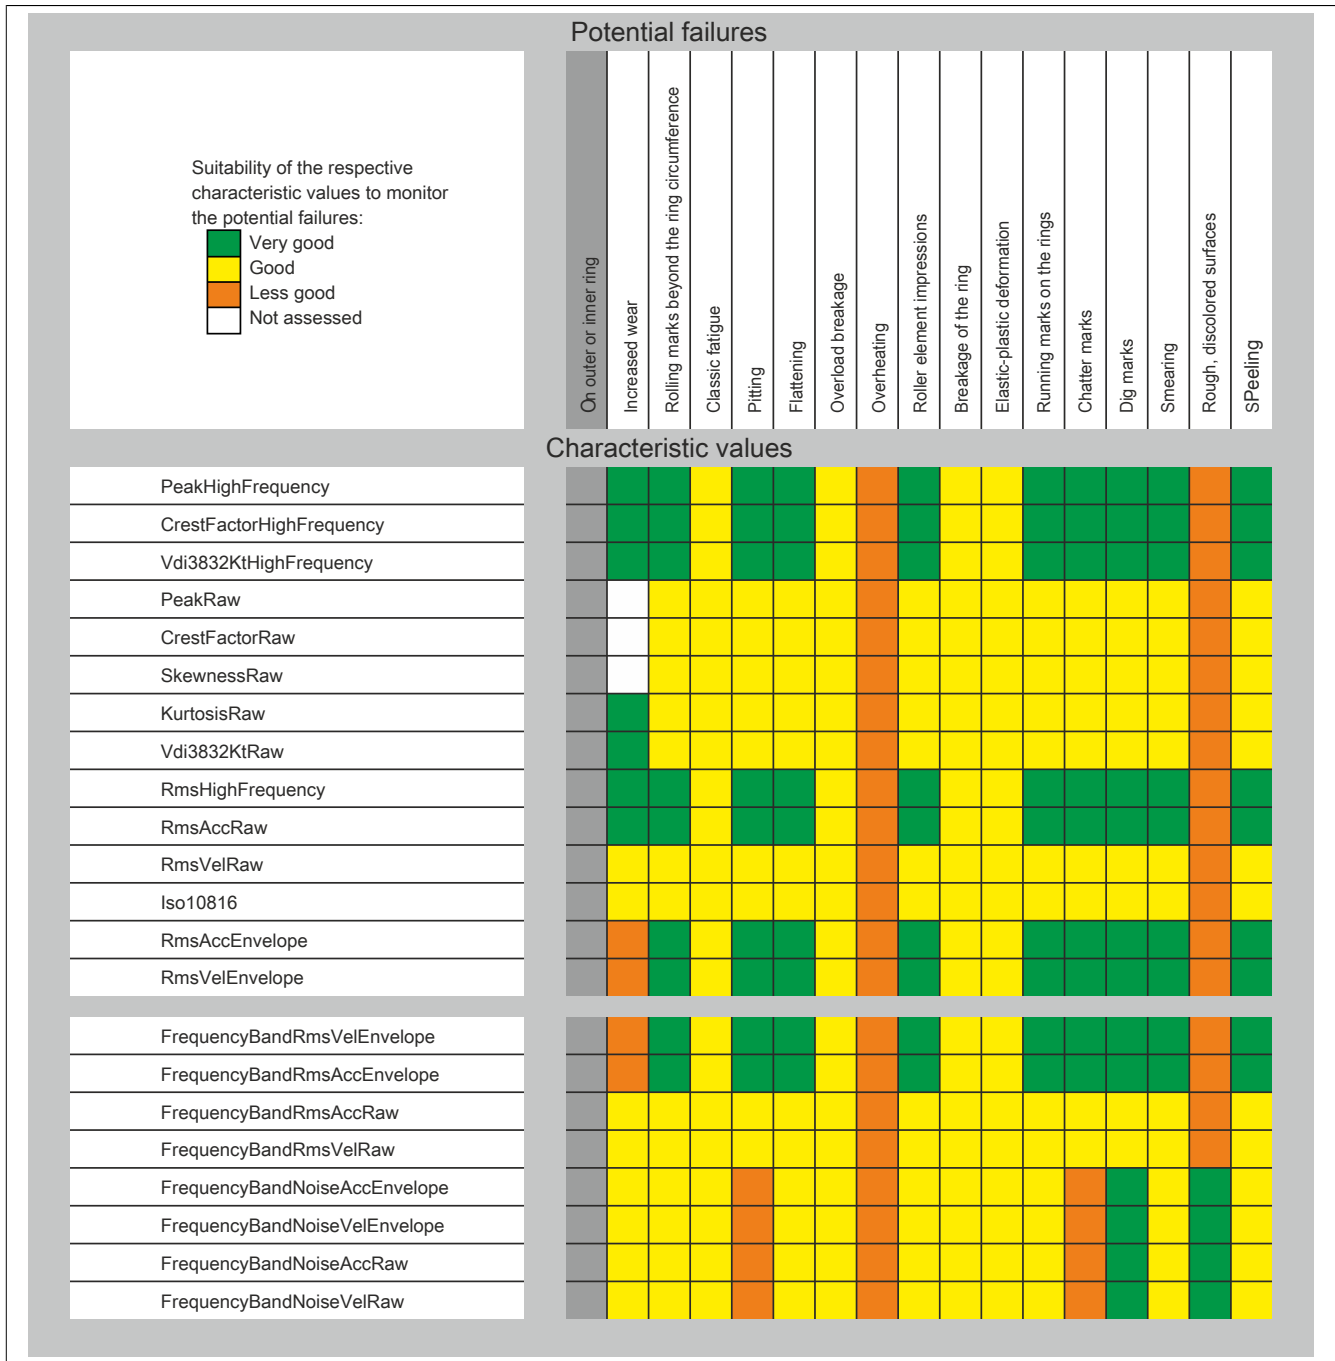 Potential failures
Suitability of the respective
characteristic values to monitor
the potential failures:
Very good
Good
Less good
Not assessed
On outer or inner ring
Increased wear
Rolling marks beyond the ring circumference
Classic fatigue
Pitting
Flattening
Overload breakage
Overheating
Roller element impressions
Breakage of the ring
Elastic-plastic deformation
Running marks on the rings
Chatter marks
Dig marks
Smearing
Rough, discolored surfaces
SPeeling
Characteristic values
PeakHighFrequency
CrestFactorHighFrequency
Vdi3832KtHighFrequency
PeakRaw
CrestFactorRaw
SkewnessRaw
KurtosisRaw
Vdi3832KtRaw
RmsHighFrequency
RmsAccRaw
RmsVelRaw
Iso10816
RmsAccEnvelope
RmsVelEnvelope
FrequencyBandRmsVelEnvelope
FrequencyBandRmsAccEnvelope
FrequencyBandRmsAccRaw
FrequencyBandRmsVelRaw
FrequencyBandNoiseAccEnvelope
FrequencyBandNoiseVelEnvelope
FrequencyBandNoiseAccRaw
FrequencyBandNoiseVelRaw